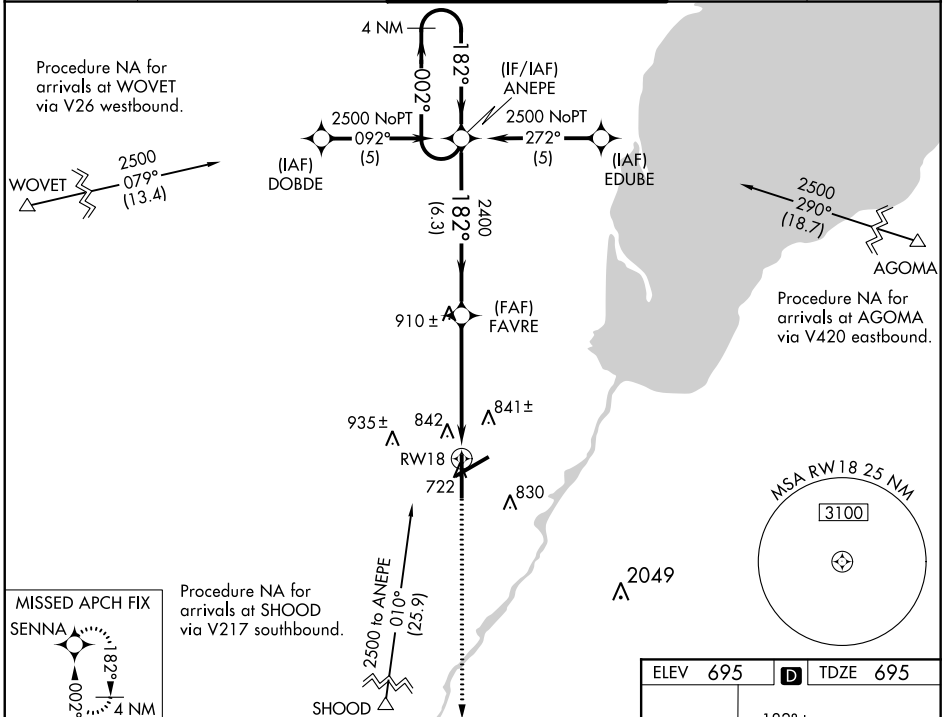 4 NM
182°
002°
(IF/IAF)
ANEPE
Procedure NA for
arrivals at WOVET
via V26 westbound.
2500 NoPT
092°
(5)
2500 NoPT
272°
(5)
(IAF)
DOBDE
(IAF)
EDUBE
WOVET
2500
079°
(13.4)
2400
182°
(6.3)
2500
290°
(18.7)
AGOMA
Procedure NA for
arrivals at AGOMA
via V420 eastbound.
910 ±
(FAF)
FAVRE
935±
842
841±
RW18
722
830
MSA RW18 25 NM
3100
2049
2500 to ANEPE
010°
(25.9)
Procedure NA for
arrivals at SHOOD
via V217 southbound.
SHOOD
MISSED APCH FIX
SENNA
182°
002°
4 NM
ELEV 695
D
TDZE 695